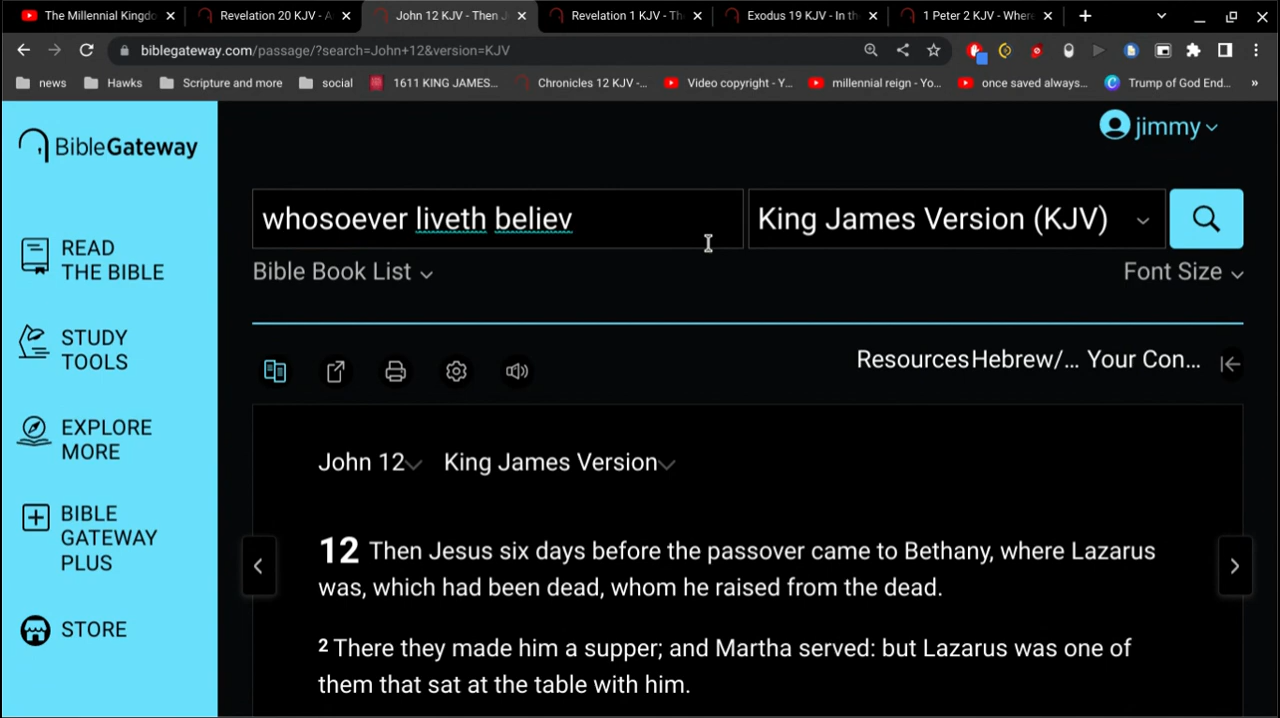 The Millennial Kingdo
Revelation 20 KJV - A
John 12 KJV - Then J
Revelation 1 KJV - Th
Exodus 19 KJV - In th
1 Peter 2 KJV - Where
biblegateway.com/passage/?search=John+12&version=KJV
news
Hawks
Scripture and more
social
1611 KING JAMES...
Chronicles 12 KJV -...
Video copyright - Y...
millennial reign - Yo...
once saved always...
Trump of God End...
»
BibleGateway
jimmy
whosoever liveth believ
King James Version (KJV)
Bible Book List
Font Size
READ
THE BIBLE
STUDY
TOOLS
EXPLORE
MORE
BIBLE
GATEWAY
PLUS
STORE
Resources Hebrew/... Your Con...
John 12
King James Version
12 Then Jesus six days before the passover came to Bethany, where Lazarus
was, which had been dead, whom he raised from the dead.
2 There they made him a supper; and Martha served: but Lazarus was one of
them that sat at the table with him.